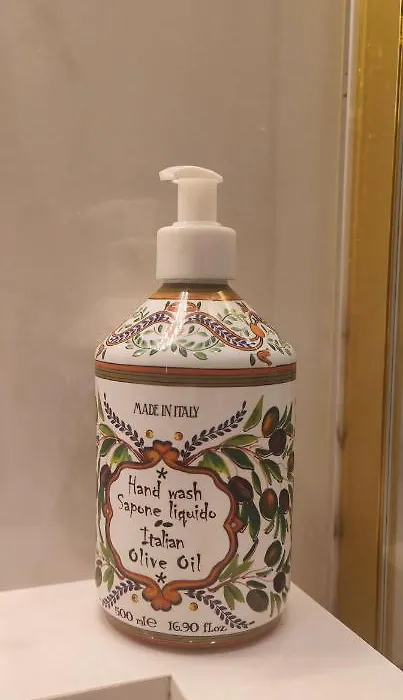 MADE IN ITALY
Hand wash
Sapone liquido
Italian
Olive Oil
500 ml e 16.90 fl.oz.